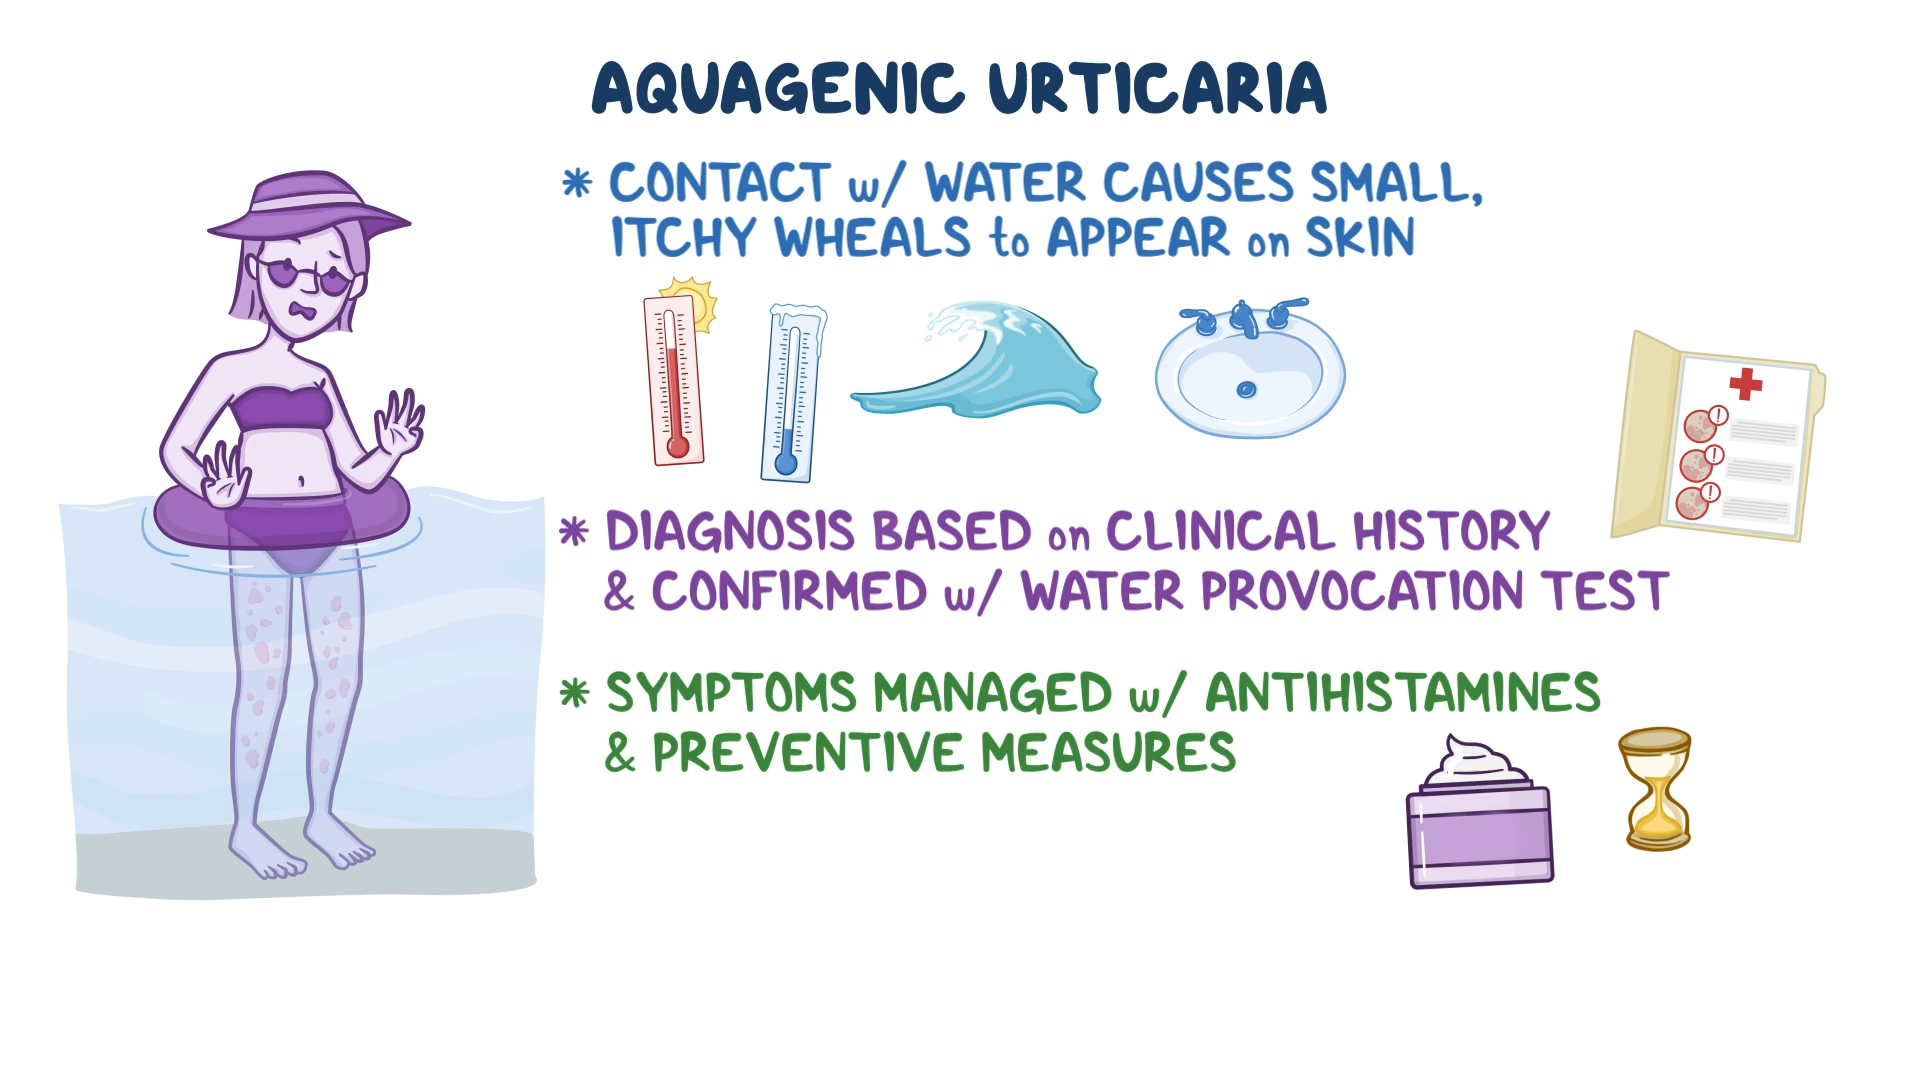 AQUAGENIC URTICARIA
* CONTACT w/ WATER CAUSES SMALL,
ITCHY WHEALS to APPEAR on SKIN
* DIAGNOSIS BASED on CLINICAL HISTORY
& CONFIRMED w/ WATER PROVOCATION TEST
* SYMPTOMS MANAGED w/ ANTIHISTAMINES
& PREVENTIVE MEASURES